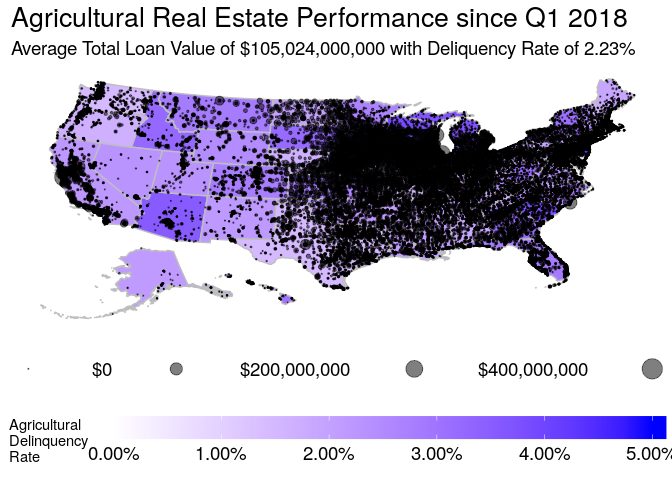 Agricultural Real Estate Performance since Q1 2018
Average Total Loan Value of $105,024,000,000 with Deliquency Rate of 2.23%
$0 $200,000,000 $400,000,000
Agricultural
Delinquency
Rate
0.00% 1.00% 2.00% 3.00% 4.00% 5.00%